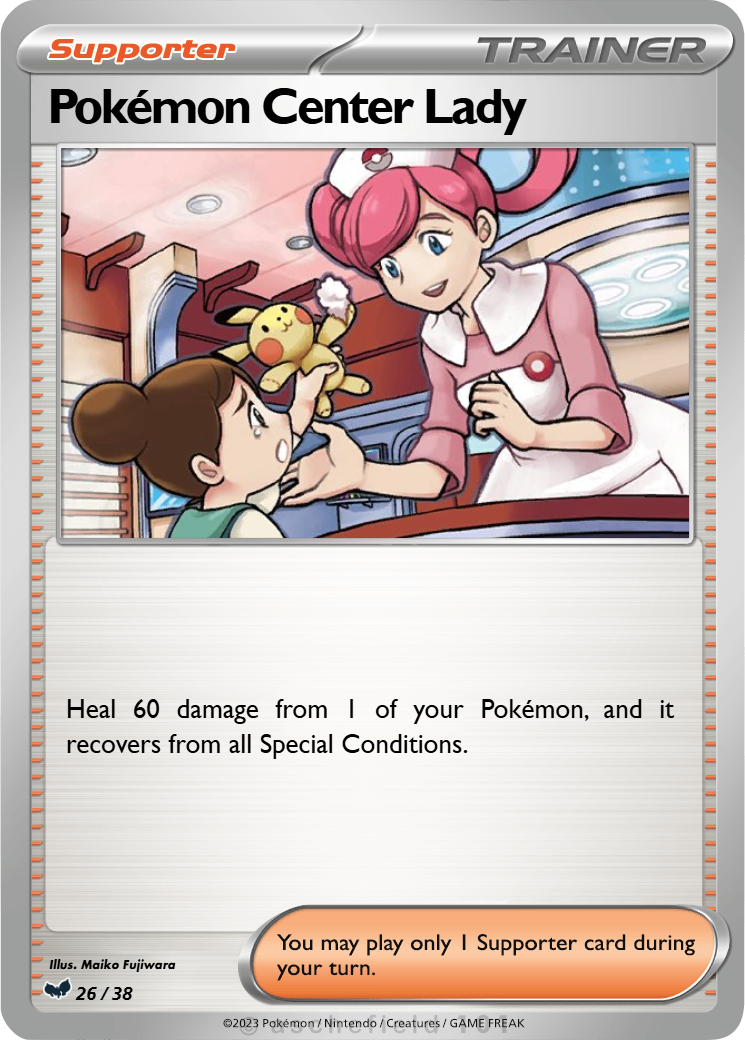 Supporter
TRAINER
Pokémon Center Lady
Heal 60 damage from 1 of your Pokémon, and it
recovers from all Special Conditions.
You may play only 1 Supporter card during
your turn.
Illus. Maiko Fujiwara
26 / 38
©2023 Pokémon / Nintendo / Creatures / GAME FREAK